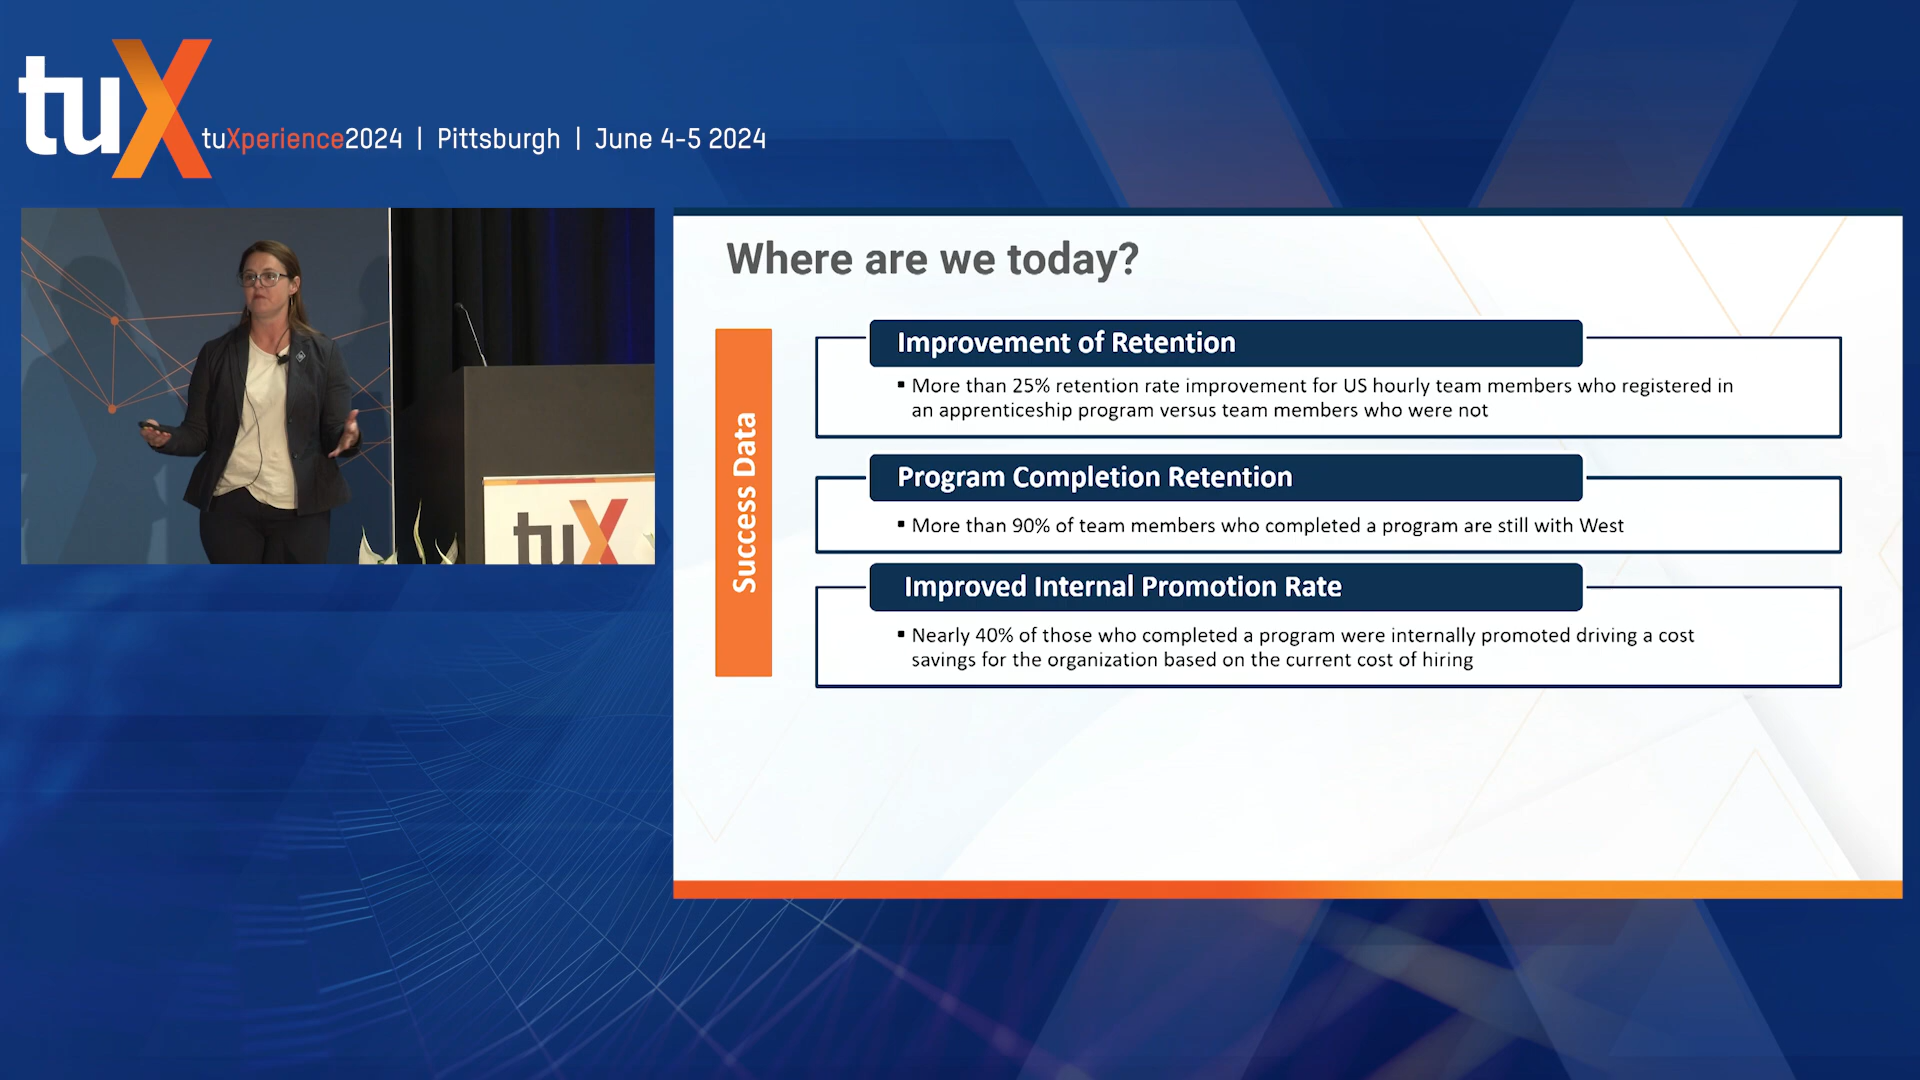 tuX
tuXperience2024 | Pittsburgh | June 4-5 2024
tuX
Where are we today?
Success Data
Improvement of Retention
▪ More than 25% retention rate improvement for US hourly team members who registered in
an apprenticeship program versus team members who were not
Program Completion Retention
▪ More than 90% of team members who completed a program are still with West
Improved Internal Promotion Rate
▪ Nearly 40% of those who completed a program were internally promoted driving a cost
savings for the organization based on the current cost of hiring